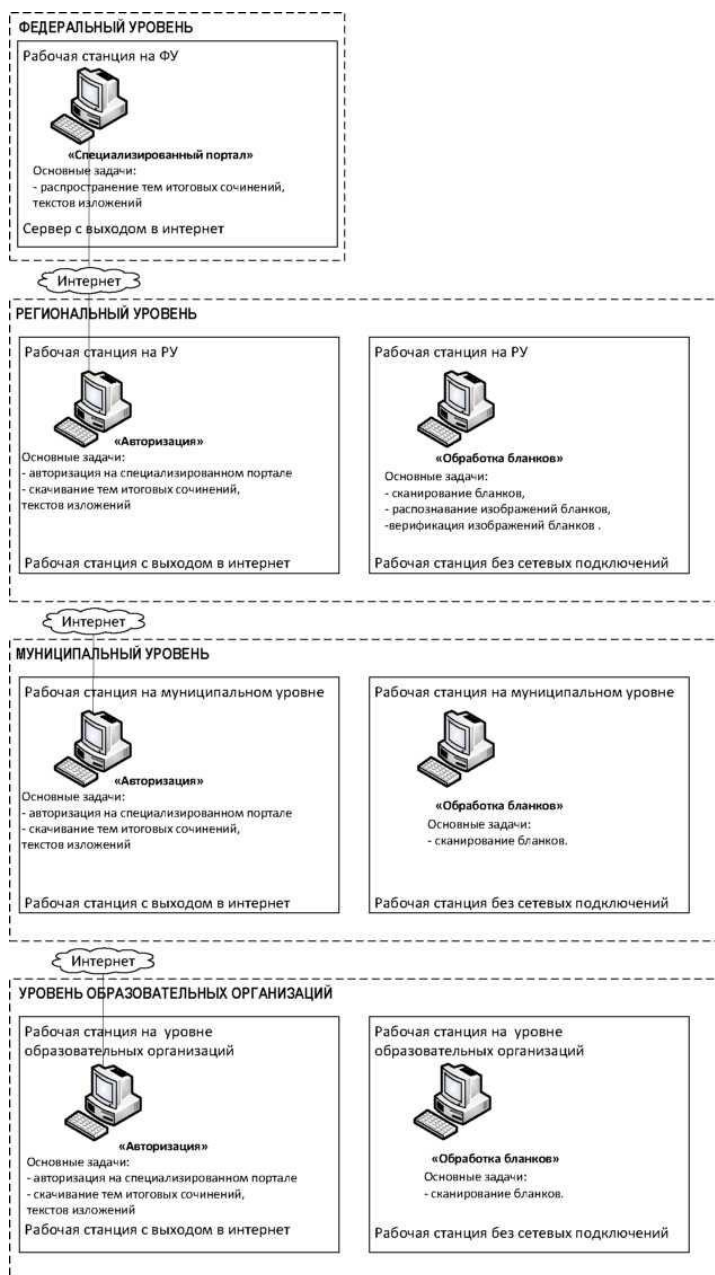 ФЕДЕРАЛЬНЫЙ УРОВЕНЬ
Рабочая станция на ФУ
«Специализированный портал»
Основные задачи:
- распространение тем итоговых сочинений,
текстов изложений
Сервер с выходом в интернет
Интернет
РЕГИОНАЛЬНЫЙ УРОВЕНЬ
Рабочая станция на РУ
«Авторизация»
Основные задачи:
- авторизация на специализированном портале
- скачивание тем итоговых сочинений,
текстов изложений
Рабочая станция с выходом в интернет
Рабочая станция на РУ
«Обработка бланков»
Основные задачи:
- сканирование бланков,
- распознавание изображений бланков,
-верификация изображений бланков .
Рабочая станция без сетевых подключений
Интернет
МУНИЦИПАЛЬНЫЙ УРОВЕНЬ
Рабочая станция на муниципальном уровне
«Авторизация»
Основные задачи:
- авторизация на специализированном портале
- скачивание тем итоговых сочинений,
текстов изложений
Рабочая станция с выходом в интернет
Рабочая станция на муниципальном уровне
«Обработка бланков»
Основные задачи:
- сканирование бланков.
Рабочая станция без сетевых подключений
Интернет
УРОВЕНЬ ОБРАЗОВАТЕЛЬНЫХ ОРГАНИЗАЦИЙ
Рабочая станция на уровне
образовательных организаций
«Авторизация»
Основные задачи:
- авторизация на специализированном портале
- скачивание тем итоговых сочинений,
текстов изложений
Рабочая станция с выходом в интернет
Рабочая станция на уровне
образовательных организаций
«Обработка бланков»
Основные задачи:
- сканирование бланков.
Рабочая станция без сетевых подключений